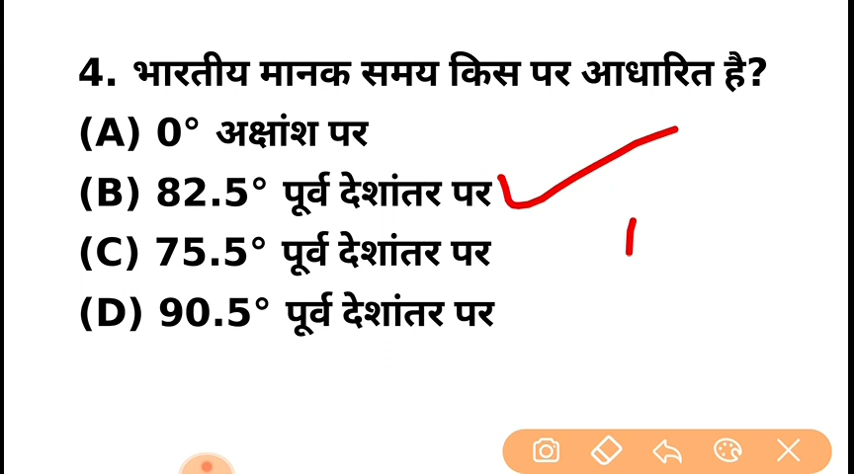 4. भारतीय मानक समय किस पर आधारित है?
(A) 0° अक्षांश पर
(B) 82.5° पूर्व देशांतर पर
(C) 75.5° पूर्व देशांतर पर
(D) 90.5° पूर्व देशांतर पर